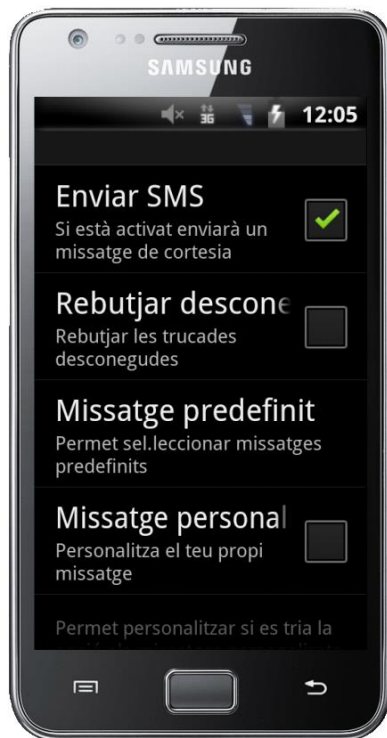 SAMSUNG
3G 12:05
Enviar SMS
Si està activat enviarà un
missatge de cortesia
Rebutjar descone
Rebutjar les trucades
desconegudes
Missatge predefinit
Permet sel.leccionar missatges
predefinits
Missatge personal
Personalitza el teu propi
missatge
Permet personalitzar si es tria la